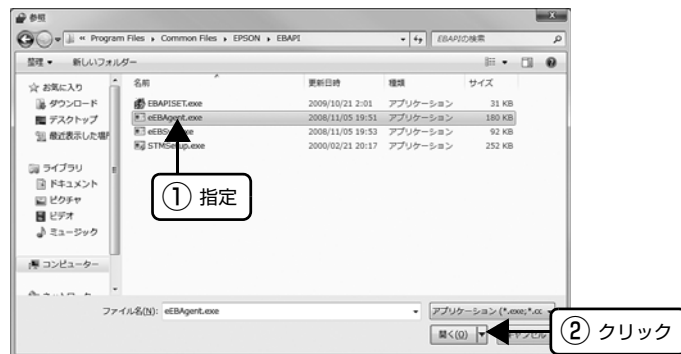 参照
« Program Files ▸ Common Files ▸ EPSON ▸ EBAPI
EBAPIの検索
整理 ▼ 新しいフォルダー
お気に入り
ダウンロード
デスクトップ
最近表示した場所
ライブラリ
ドキュメント
ピクチャ
ビデオ
ミュージック
コンピューター
名前 更新日時 種類 サイズ
EBAPISET.exe 2009/10/21 2:01 アプリケーション 31 KB
eEBAgent.exe 2008/11/05 19:51 アプリケーション 180 KB
eEBSv 2008/11/05 19:53 アプリケーション 92 KB
STMSetup.exe 2000/02/21 20:17 アプリケーション 252 KB
① 指定
ファイル名(N): eEBAgent.exe
アプリケーション (*.exe;*.cc
開く(O)
② クリック